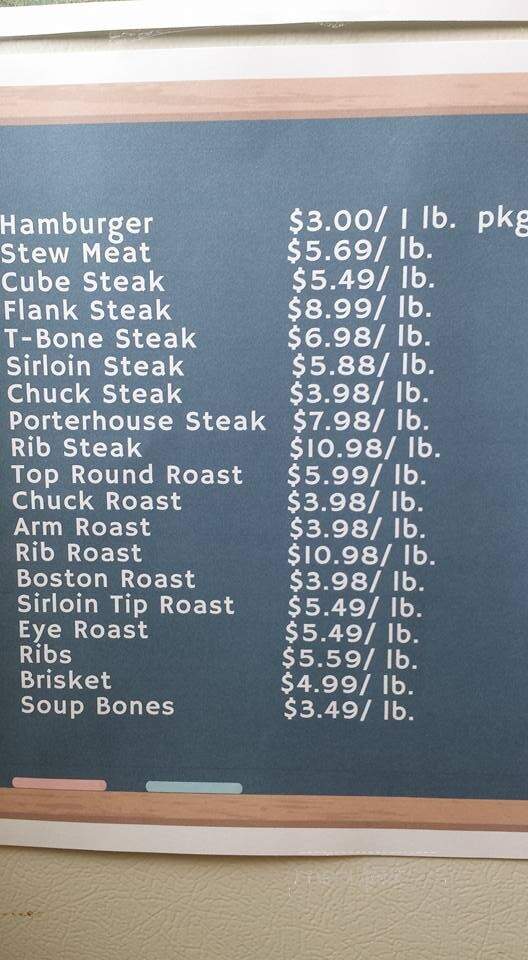 Hamburger $3.00/ 1 lb. pkg
Stew Meat $5.69/ lb.
Cube Steak $5.49/ lb.
Flank Steak $8.99/ lb.
T-Bone Steak $6.98/ lb.
Sirloin Steak $5.88/ lb.
Chuck Steak $3.98/ lb.
Porterhouse Steak $7.98/ lb.
Rib Steak $10.98/ lb.
Top Round Roast $5.99/ lb.
Chuck Roast $3.98/ lb.
Arm Roast $3.98/ lb.
Rib Roast $10.98/ lb.
Boston Roast $3.98/ lb.
Sirloin Tip Roast $5.49/ lb.
Eye Roast $5.49/ lb.
Ribs $5.59/ lb.
Brisket $4.99/ lb.
Soup Bones $3.49/ lb.